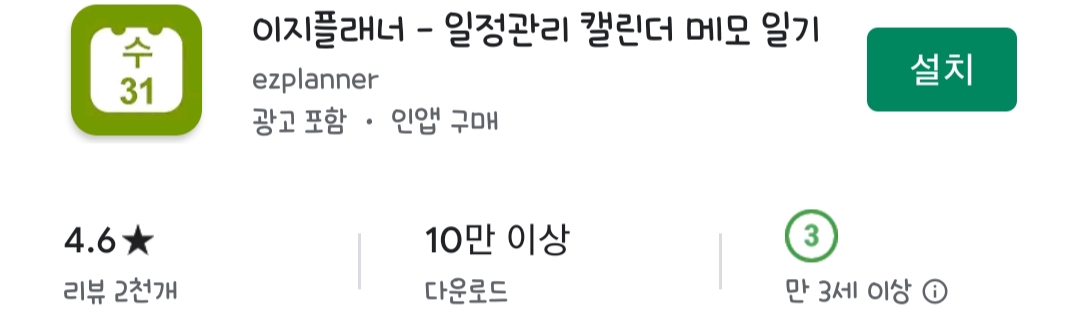 수
31
이지플래너 - 일정관리 캘린더 메모 일기
ezplanner
광고 포함 • 인앱 구매
설치
4.6★
리뷰 2천개
10만 이상
다운로드
3
만 3세 이상 ⓘ